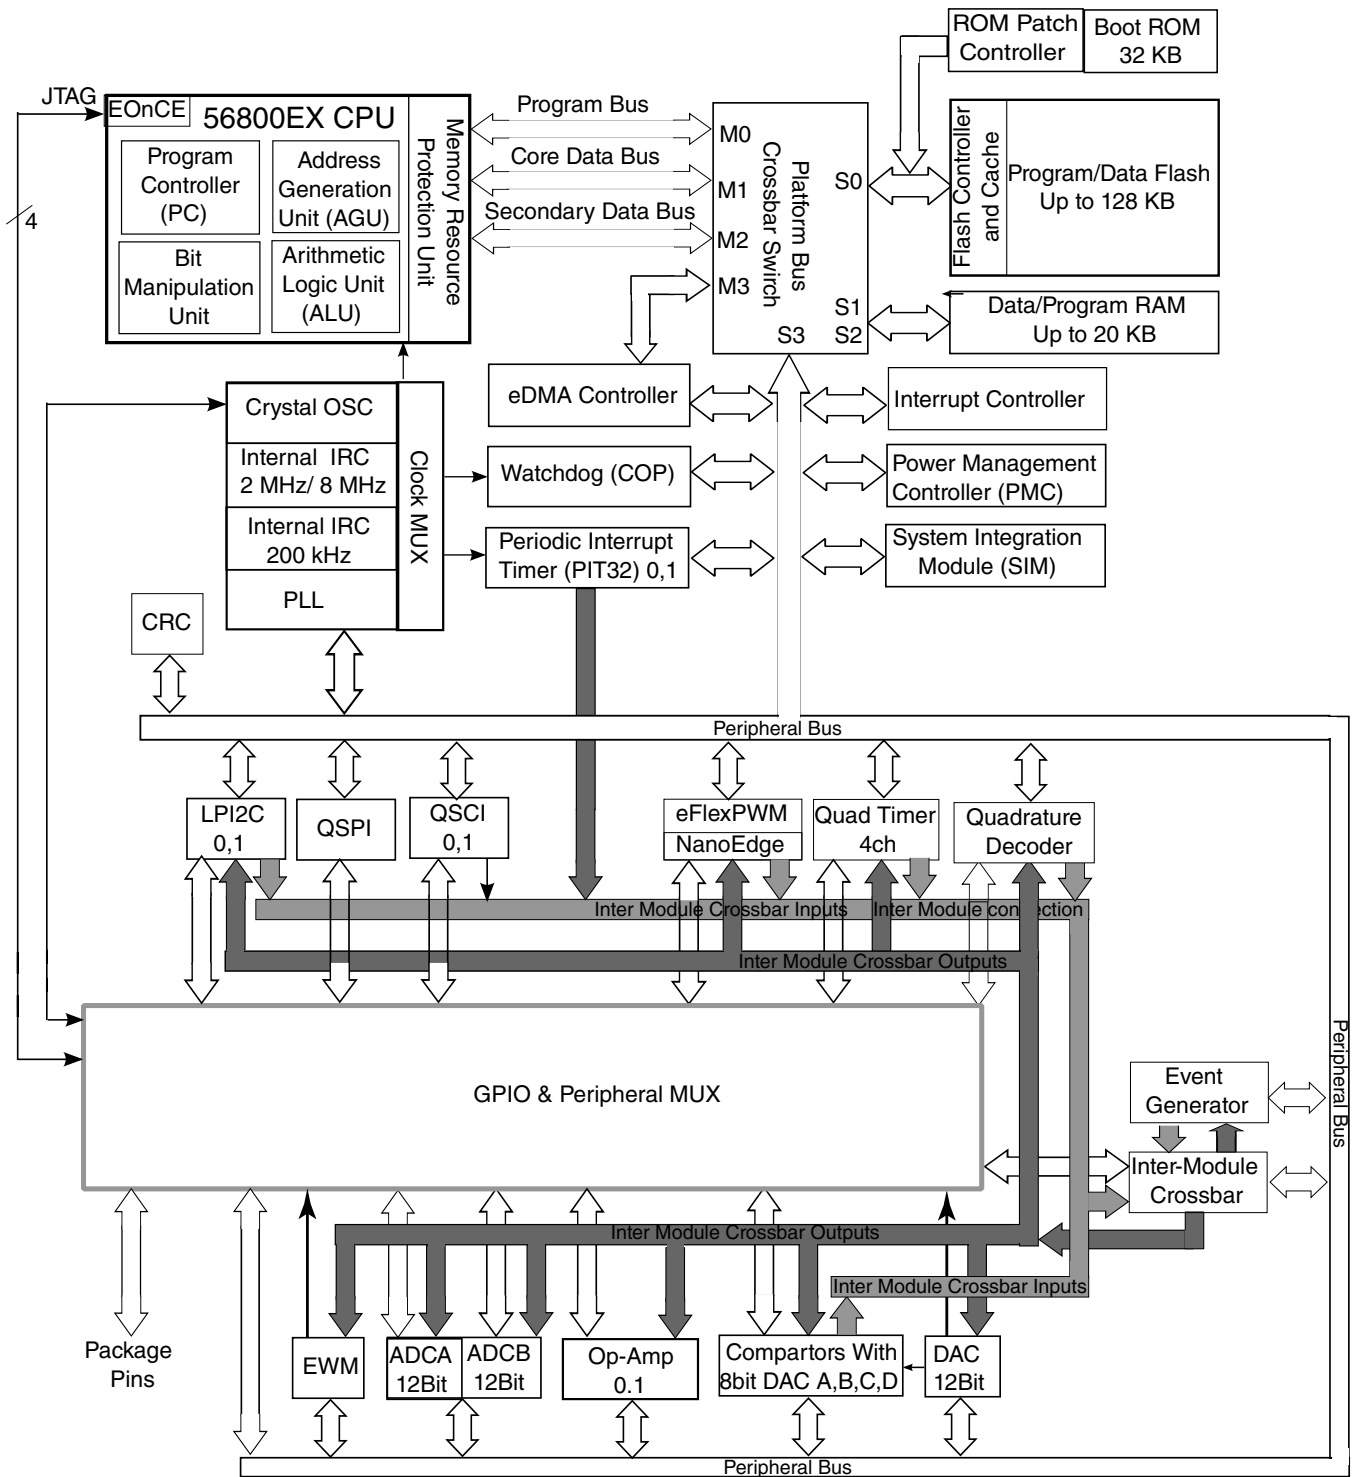 ROM Patch
Controller
Boot ROM
32 KB
JTAG
EOnCE
56800EX CPU
Program
Controller
(PC)
Address
Generation
Unit (AGU)
Bit
Manipulation
Unit
Arithmetic
Logic Unit
(ALU)
Memory Resource
Protection Unit
4
Program Bus
Core Data Bus
Secondary Data Bus
M0
M1
M2
M3
Platform Bus
Crossbar Swirch
S0
S1
S2
S3
Flash Controller
and Cache
Program/Data Flash
Up to 128 KB
Data/Program RAM
Up to 20 KB
Crystal OSC
Internal IRC
2 MHz/ 8 MHz
Internal IRC
200 kHz
PLL
Clock MUX
eDMA Controller
Watchdog (COP)
Periodic Interrupt
Timer (PIT32) 0,1
Interrupt Controller
Power Management
Controller (PMC)
System Integration
Module (SIM)
CRC
Peripheral Bus
LPI2C
0,1
QSPI
QSCI
0,1
eFlexPWM
NanoEdge
Quad Timer
4ch
Quadrature
Decoder
Inter Module Crossbar Inputs
Inter Module connection
Inter Module Crossbar Outputs
GPIO & Peripheral MUX
Peripheral Bus
Event
Generator
Inter-Module
Crossbar
Inter Module Crossbar Outputs
Inter Module Crossbar Inputs
Package
Pins
EWM
ADCA
12Bit
ADCB
12Bit
Op-Amp
0.1
Compartors With
8bit DAC A,B,C,D
DAC
12Bit
Peripheral Bus